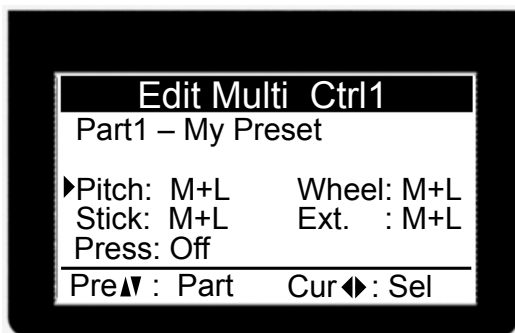 Edit Multi Ctrl1
Part1 – My Preset
Pitch: M+L Wheel: M+L
Stick: M+L Ext. : M+L
Press: Off
Pre▲▼ : Part Cur◀▶ : Sel